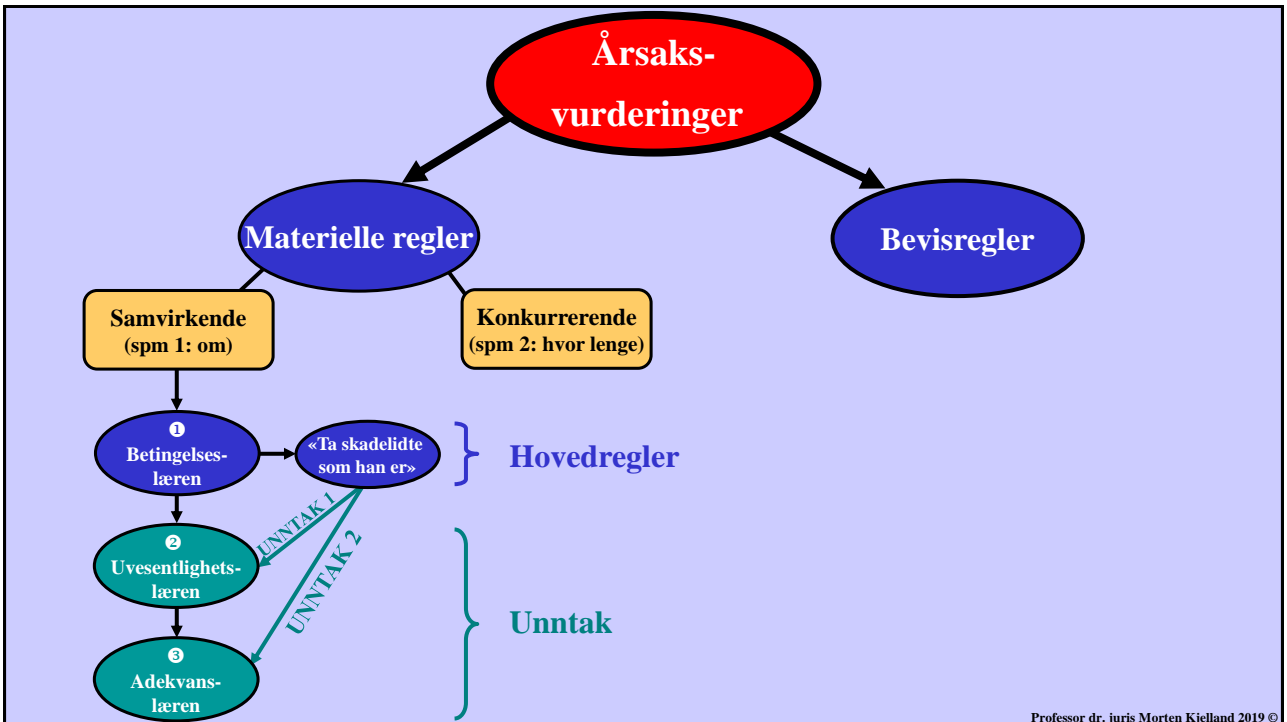 Årsaks-
vurderinger
Materielle regler
Bevisregler
Samvirkende
(spm 1: om)
Konkurrerende
(spm 2: hvor lenge)
❶
Betingelses-
læren
«Ta skadelidte
som han er»
Hovedregler
UNNTAK 1
UNNTAK 2
❷
Uvesentlighets-
læren
Unntak
❸
Adekvans-
læren
Professor dr. juris Morten Kjelland 2019 ©